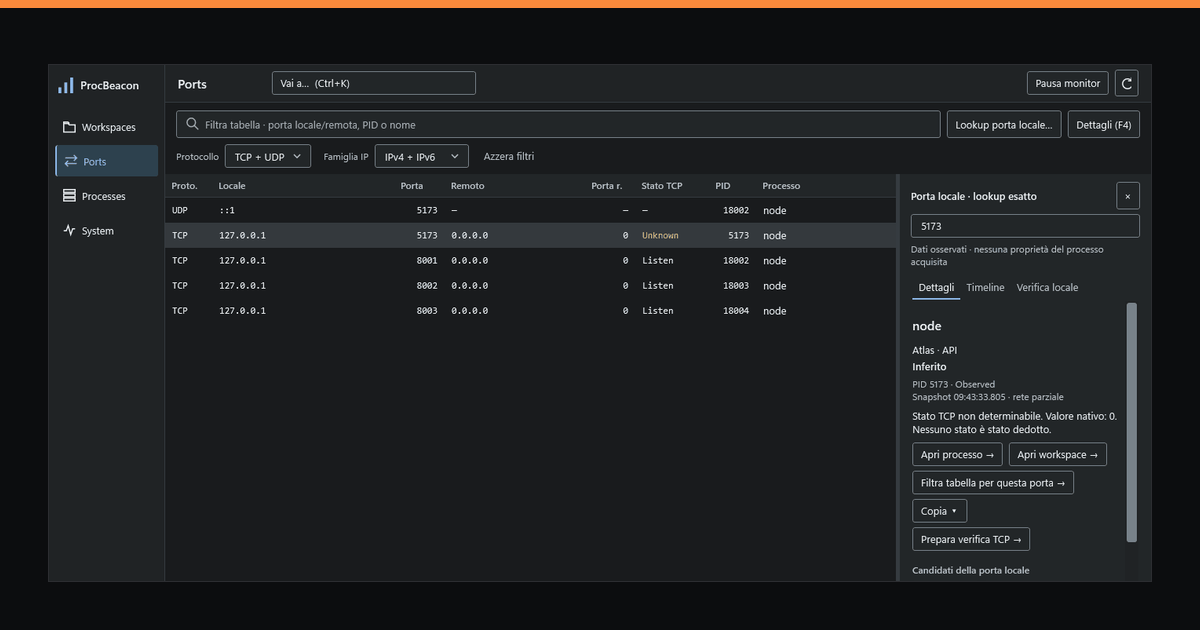 ProcBeacon
Workspaces
Ports
Processes
System
Ports
Vai a... (Ctrl+K)
Pausa monitor
Filtra tabella · porta locale/remota, PID o nome
Lookup porta locale...
Dettagli (F4)
Protocollo TCP + UDP Famiglia IP IPv4 + IPv6 Azzera filtri
Proto. Locale Porta Remoto Porta r. Stato TCP PID Processo
UDP ::1 5173 — — — 18002 node
TCP 127.0.0.1 5173 0.0.0.0 0 Unknown 5173 node
TCP 127.0.0.1 8001 0.0.0.0 0 Listen 18002 node
TCP 127.0.0.1 8002 0.0.0.0 0 Listen 18003 node
TCP 127.0.0.1 8003 0.0.0.0 0 Listen 18004 node
Porta locale · lookup esatto
5173
Dati osservati · nessuna proprietà del processo
acquisita
Dettagli Timeline Verifica locale
node
Atlas · API
Inferito
PID 5173 · Observed
Snapshot 09:43:33.805 · rete parziale
Stato TCP non determinabile. Valore nativo: 0.
Nessuno stato è stato dedotto.
Apri processo → Apri workspace →
Filtra tabella per questa porta →
Copia ▾
Prepara verifica TCP →
Candidati della porta locale